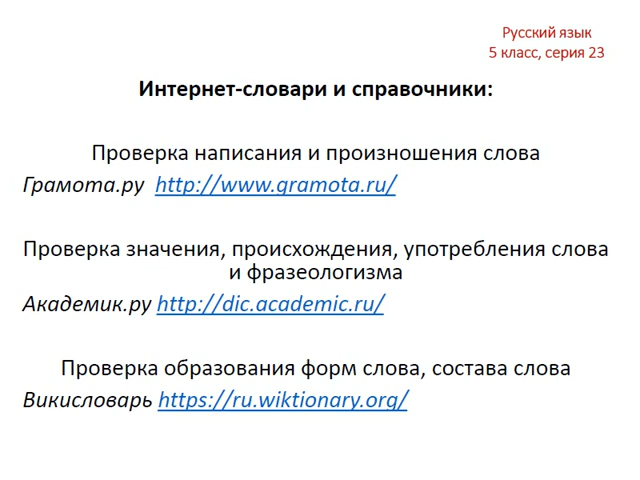 Русский язык
5 класс, серия 23
Интернет-словари и справочники:
Проверка написания и произношения слова
Грамота.ру http://www.gramota.ru/
Проверка значения, происхождения, употребления слова
и фразеологизма
Академик.ру http://dic.academic.ru/
Проверка образования форм слова, состава слова
Викисловарь https://ru.wiktionary.org/